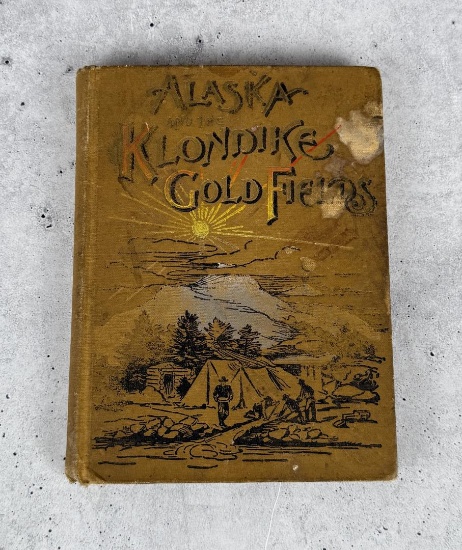 ALASKA
AND THE
KLONDIKE
GOLD FIELDS